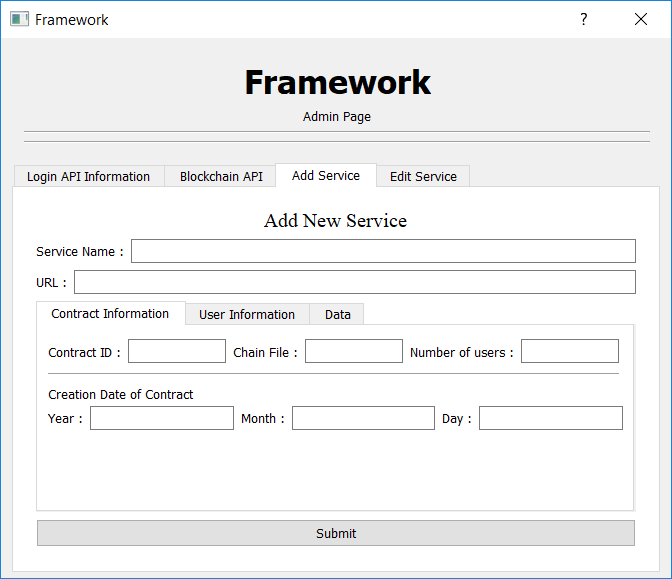 Framework ?
Framework
Admin Page
Login API Information Blockchain API Add Service Edit Service
Add New Service
Service Name :
URL :
Contract Information User Information Data
Contract ID : Chain File : Number of users :
Creation Date of Contract
Year : Month : Day :
Submit